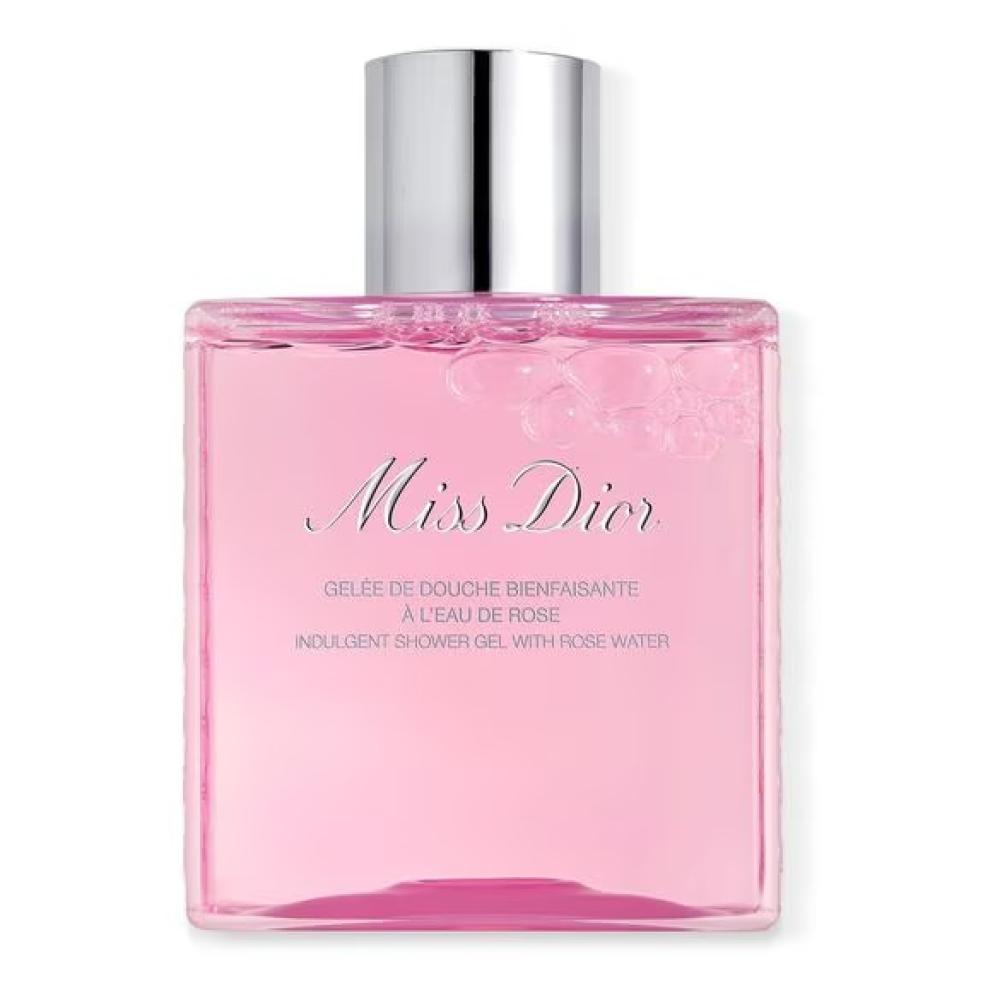 Miss Dior
GELÉE DE DOUCHE BIENFAISANTE
À L'EAU DE ROSE
INDULGENT SHOWER GEL WITH ROSE WATER